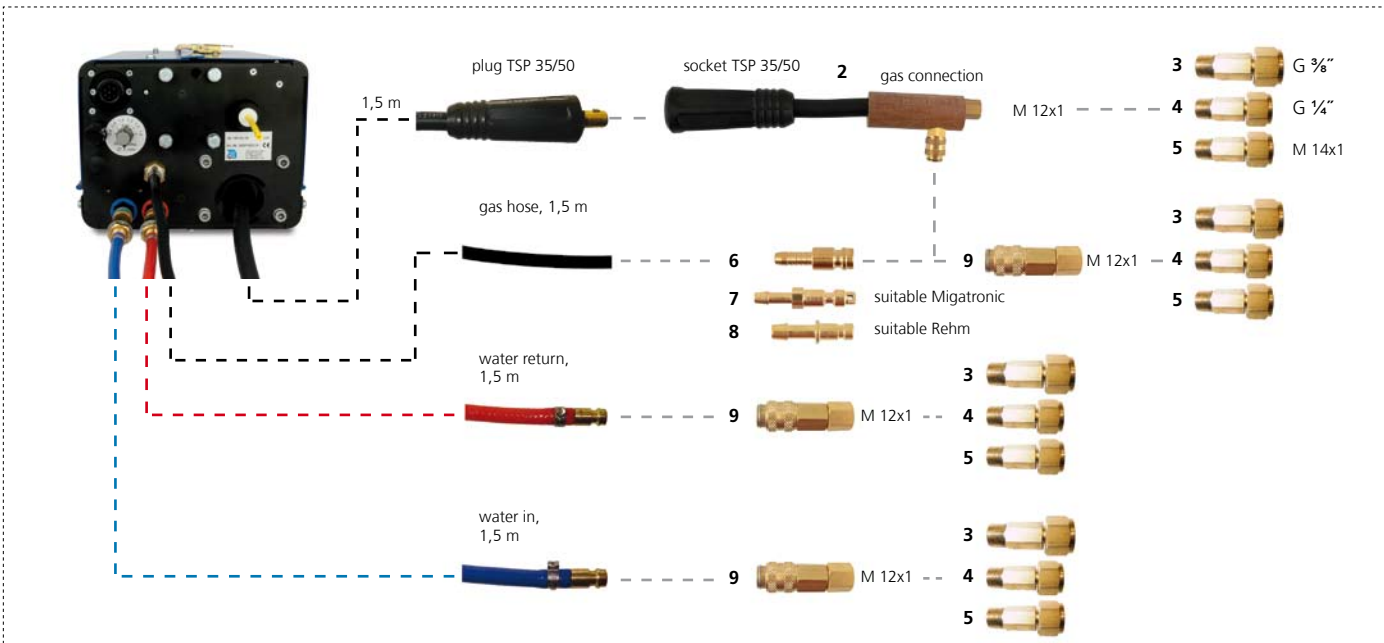 plug TSP 35/50
socket TSP 35/50
2
gas connection
3
G ⅜″
1,5 m
M 12x1
4
G ¼″
5
M 14x1
gas hose, 1,5 m
3
6
9
M 12x1
4
7
suitable Migatronic
5
8
suitable Rehm
water return,
1,5 m
3
9
M 12x1
4
5
water in,
1,5 m
3
9
M 12x1
4
5